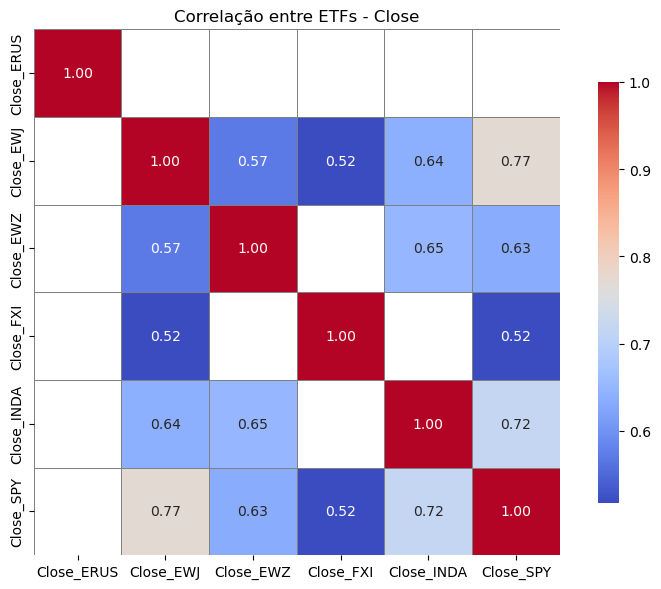 Correlação entre ETFs - Close
Close_ERUS
1.00
Close_EWJ
1.00 0.57 0.52 0.64 0.77
Close_EWZ
0.57 1.00 0.65 0.63
Close_FXI
0.52 1.00 0.52
Close_INDA
0.64 0.65 1.00 0.72
Close_SPY
0.77 0.63 0.52 0.72 1.00
Close_ERUS Close_EWJ Close_EWZ Close_FXI Close_INDA Close_SPY
1.0
0.9
0.8
0.7
0.6